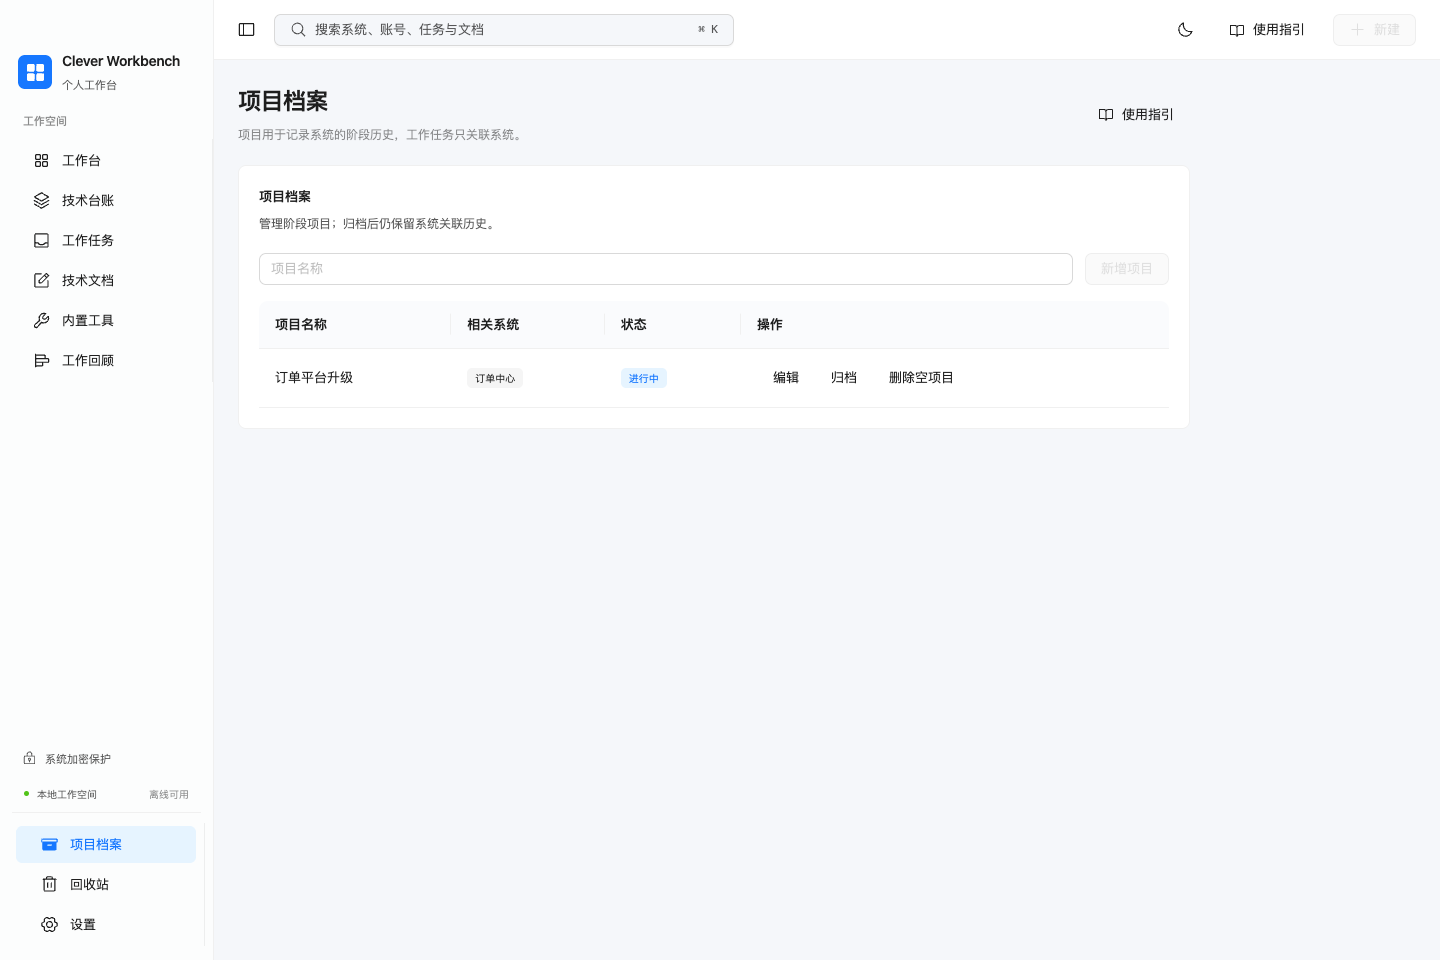 Clever Workbench
个人工作台
工作空间
工作台
技术台账
工作任务
技术文档
内置工具
工作回顾
系统加密保护
本地工作空间 离线可用
项目档案
回收站
设置
搜索系统、账号、任务与文档 ⌘ K
使用指引
新建
项目档案
项目用于记录系统的阶段历史，工作任务只关联系统。
使用指引
项目档案
管理阶段项目；归档后仍保留系统关联历史。
项目名称 新增项目
项目名称 相关系统 状态 操作
订单平台升级 订单中心 进行中 编辑 归档 删除空项目